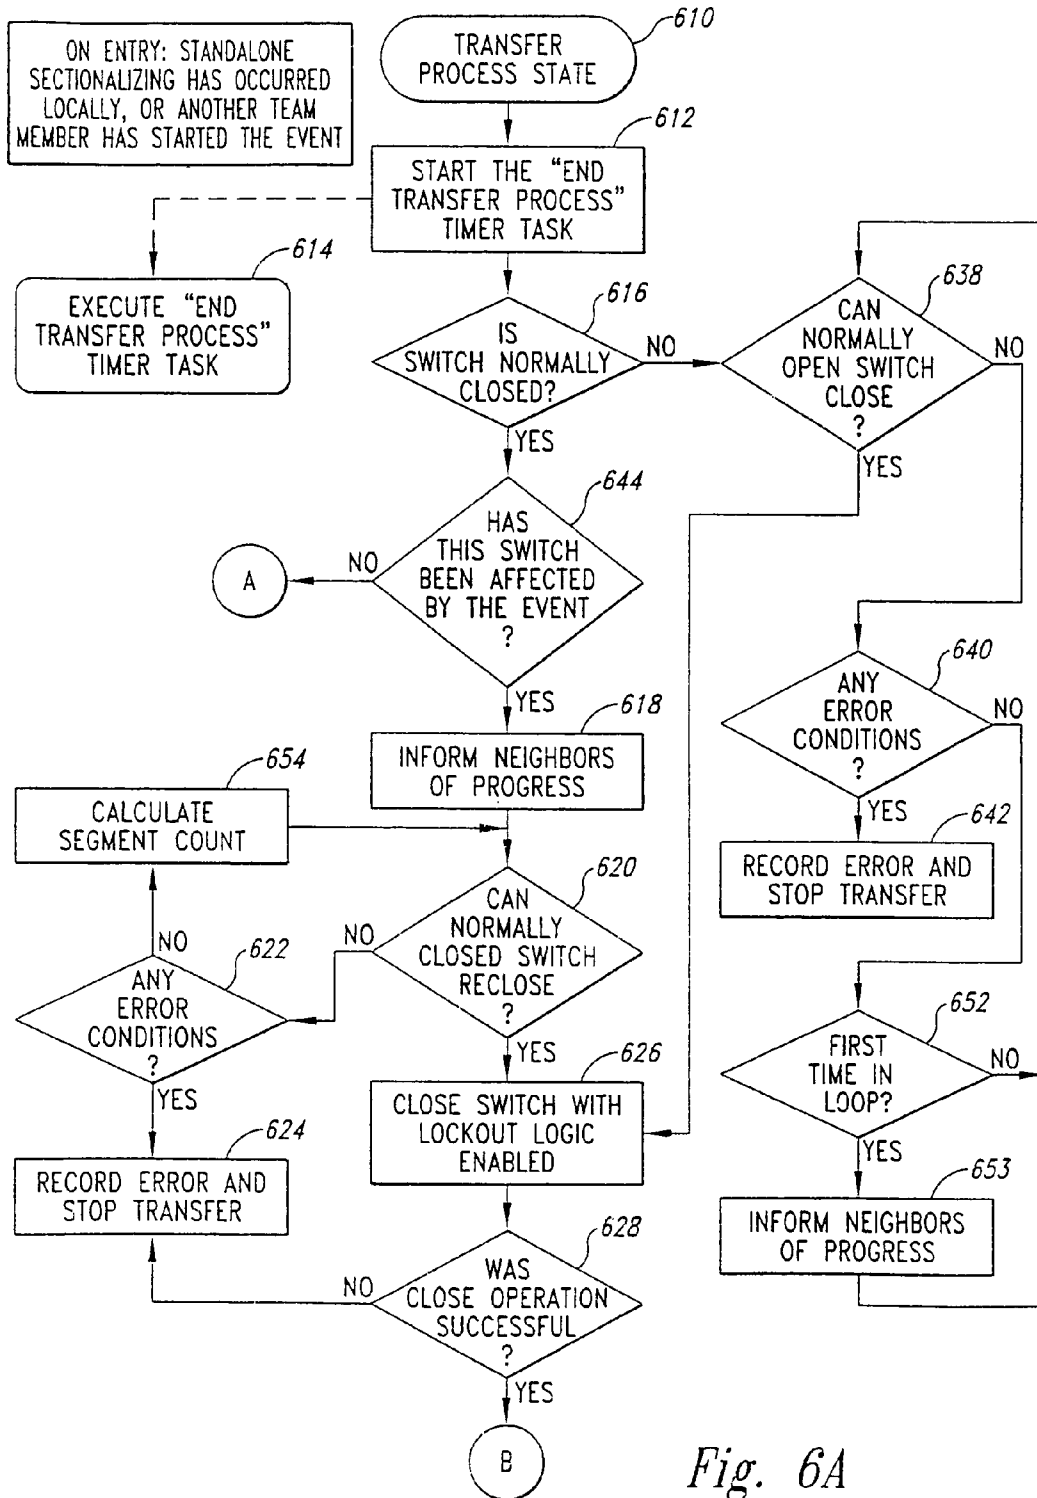 ON ENTRY: STANDALONE
SECTIONALIZING HAS OCCURRED
LOCALLY, OR ANOTHER TEAM
MEMBER HAS STARTED THE EVENT
TRANSFER
PROCESS STATE
610
START THE "END
TRANSFER PROCESS"
TIMER TASK
612
EXECUTE "END
TRANSFER PROCESS"
TIMER TASK
614
IS
SWITCH NORMALLY
CLOSED?
616
NO
YES
CAN
NORMALLY
OPEN SWITCH
CLOSE
?
638
NO
YES
HAS
THIS SWITCH
BEEN AFFECTED
BY THE EVENT
?
644
NO
A
YES
ANY
ERROR
CONDITIONS
?
640
NO
YES
INFORM NEIGHBORS
OF PROGRESS
618
CALCULATE
SEGMENT COUNT
654
RECORD ERROR AND
STOP TRANSFER
642
CAN
NORMALLY
CLOSED SWITCH
RECLOSE
?
620
NO
YES
ANY
ERROR
CONDITIONS
?
622
NO
YES
FIRST
TIME IN
LOOP?
652
NO
YES
CLOSE SWITCH WITH
LOCKOUT LOGIC
ENABLED
626
RECORD ERROR AND
STOP TRANSFER
624
INFORM NEIGHBORS
OF PROGRESS
653
WAS
CLOSE OPERATION
SUCCESSFUL
?
628
NO
YES
B
Fig. 6A